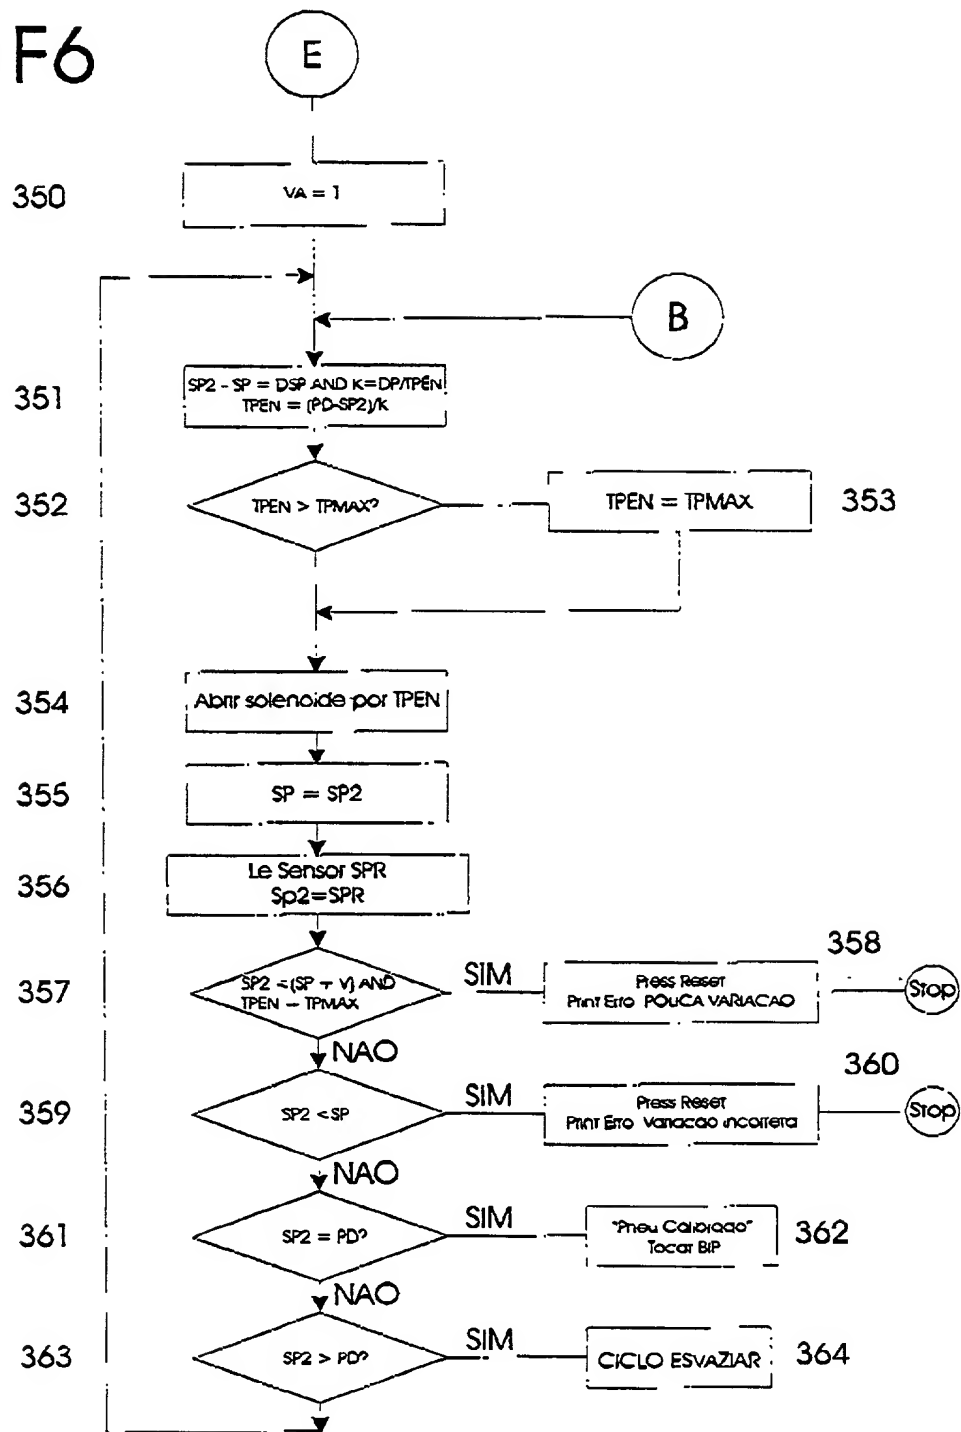 F6
E
350
VA = 1
B
351
SP2 - SP = DSP AND K=DP/TPEN
TPEN = (PD-SP2)/K
352
TPEN > TPMAX?
TPEN = TPMAX
353
354
Abrir solenoide por TPEN
355
SP = SP2
356
Le Sensor SPR
Sp2=SPR
357
SP2 <(SP + V) AND
TPEN = TPMAX
SIM
358
Press Reset
Print Erro POUCA VARIACAO
Stop
NAO
359
SP2 < SP
SIM
360
Press Reset
Print Erro Variacao incorreta
Stop
NAO
361
SP2 = PD?
SIM
"Pneu Calibrado"
Tocar BIP
362
NAO
363
SP2 > PD?
SIM
CICLO ESVAZIAR
364